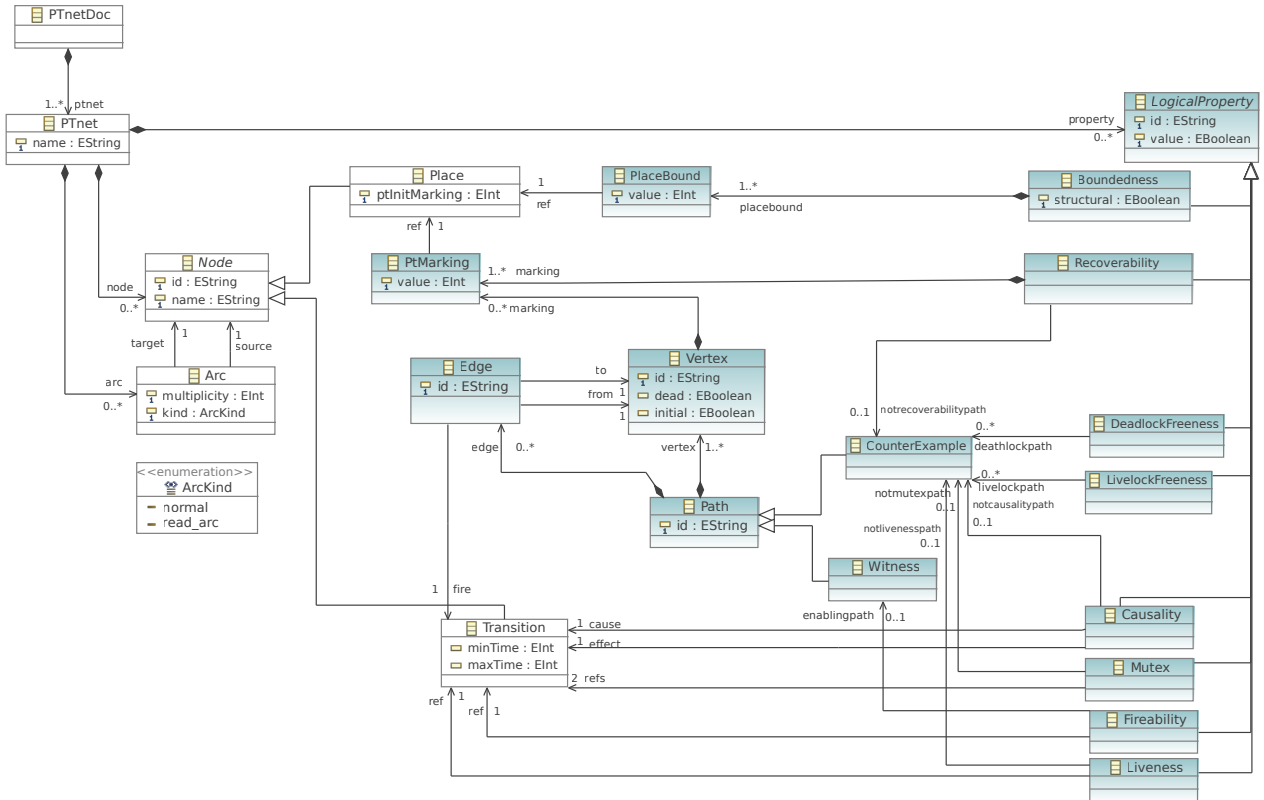 PTnetDoc
1..* ptnet
PTnet
name : EString
property
0..*
LogicalProperty
id : EString
value : EBoolean
Place
ptInitMarking : EInt
1
ref
PlaceBound
value : EInt
1..*
placebound
Boundedness
structural : EBoolean
ref 1
Node
id : EString
name : EString
node
0..*
PtMarking
value : EInt
1..* marking
0..* marking
Recoverability
target 1
1
source
arc
0..*
Arc
multiplicity : EInt
kind : ArcKind
Edge
id : EString
to
1
from
1
Vertex
id : EString
dead : EBoolean
initial : EBoolean
edge 0..*
vertex 1..*
0..1 notrecoverabilitypath
CounterExample
0..*
deathlockpath
DeadlockFreeness
0..*
livelockpath
LivelockFreeness
<<enumeration>>
ArcKind
normal
read_arc
Path
id : EString
notmutexpath
0..1
notcausalitypath
0..1
notlivenesspath
0..1
Witness
enablingpath 0..1
1 fire
Transition
minTime : EInt
maxTime : EInt
1 cause
1 effect
2 refs
Causality
Mutex
ref 1
ref 1
Fireability
Liveness